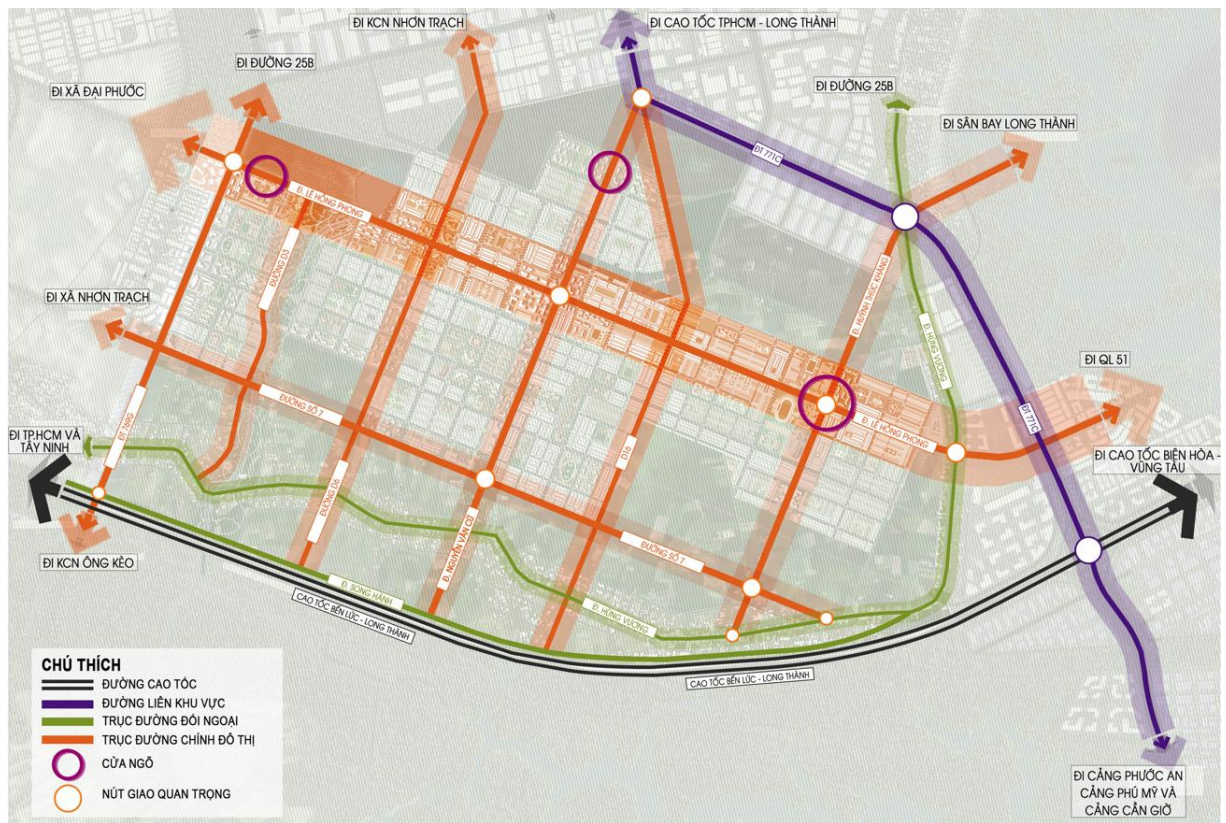 ĐI KCN NHƠN TRẠCH
ĐI CAO TỐC TPHCM - LONG THÀNH
ĐI ĐƯỜNG 25B
ĐI XÃ ĐẠI PHƯỚC
ĐI ĐƯỜNG 25B
ĐI SÂN BAY LONG THÀNH
ĐT 771C
Đ. LÊ HỒNG PHONG
ĐƯỜNG D3
Đ. HUỲNH THÚC KHÁNG
Đ. HÙNG VƯƠNG
ĐI XÃ NHƠN TRẠCH
ĐI QL 51
ĐT 771C
ĐƯỜNG SỐ 7
ĐT 769G
Đ. LÊ HỒNG PHONG
ĐI TP.HCM VÀ
TÂY NINH
D16
ĐI CAO TỐC BIÊN HÒA -
VŨNG TÀU
ĐƯỜNG D6
Đ. NGUYỄN VĂN CỪ
ĐƯỜNG SỐ 7
ĐI KCN ÔNG KÈO
Đ. SONG HÀNH
CAO TỐC BẾN LỨC - LONG THÀNH
Đ. HÙNG VƯƠNG
CAO TỐC BẾN LỨC - LONG THÀNH
CHÚ THÍCH
ĐƯỜNG CAO TỐC
ĐƯỜNG LIÊN KHU VỰC
TRỤC ĐƯỜNG ĐỐI NGOẠI
TRỤC ĐƯỜNG CHÍNH ĐÔ THỊ
CỬA NGÕ
NÚT GIAO QUAN TRỌNG
ĐI CẢNG PHƯỚC AN
CẢNG PHÚ MỸ VÀ
CẢNG CẦN GIỜ